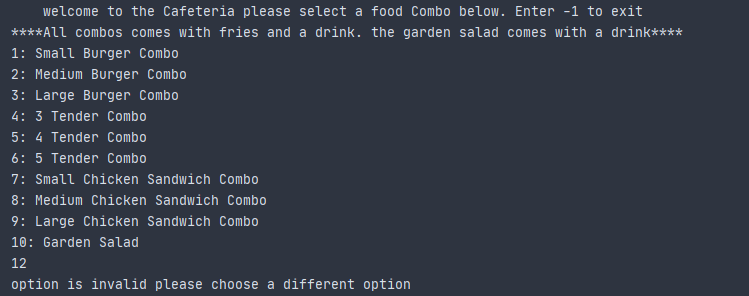 welcome to the Cafeteria please select a food Combo below. Enter -1 to exit
****All combos comes with fries and a drink. the garden salad comes with a drink****
1: Small Burger Combo
2: Medium Burger Combo
3: Large Burger Combo
4: 3 Tender Combo
5: 4 Tender Combo
6: 5 Tender Combo
7: Small Chicken Sandwich Combo
8: Medium Chicken Sandwich Combo
9: Large Chicken Sandwich Combo
10: Garden Salad
12
option is invalid please choose a different option